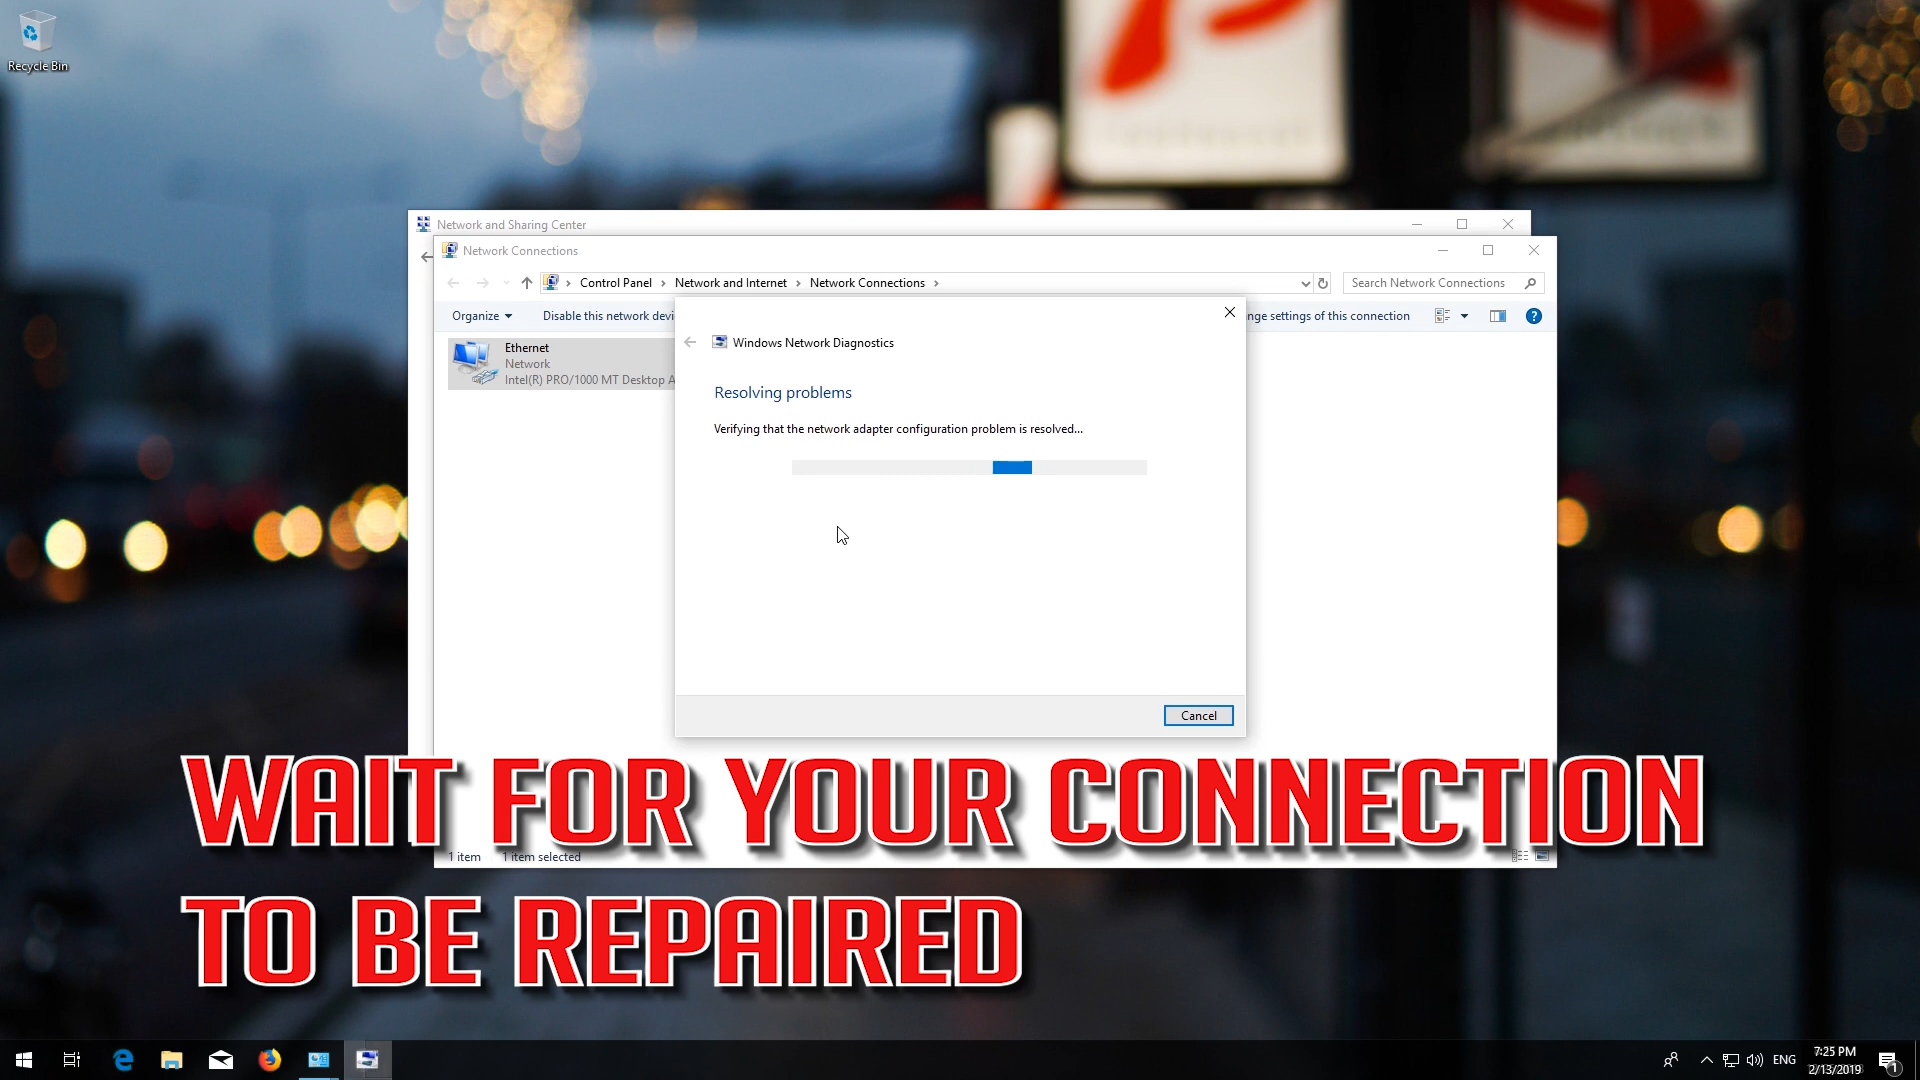 Recycle Bin
Network and Sharing Center
Network Connections
Control Panel > Network and Internet > Network Connections >
Search Network Connections
Organize
Disable this network devi
nge settings of this connection
Ethernet
Network
Intel(R) PRO/1000 MT Desktop A
Windows Network Diagnostics
Resolving problems
Verifying that the network adapter configuration problem is resolved...
Cancel
WAIT FOR YOUR CONNECTION
TO BE REPAIRED
1 item
1 item selected
ENG
7:25 PM
2/13/2019
1